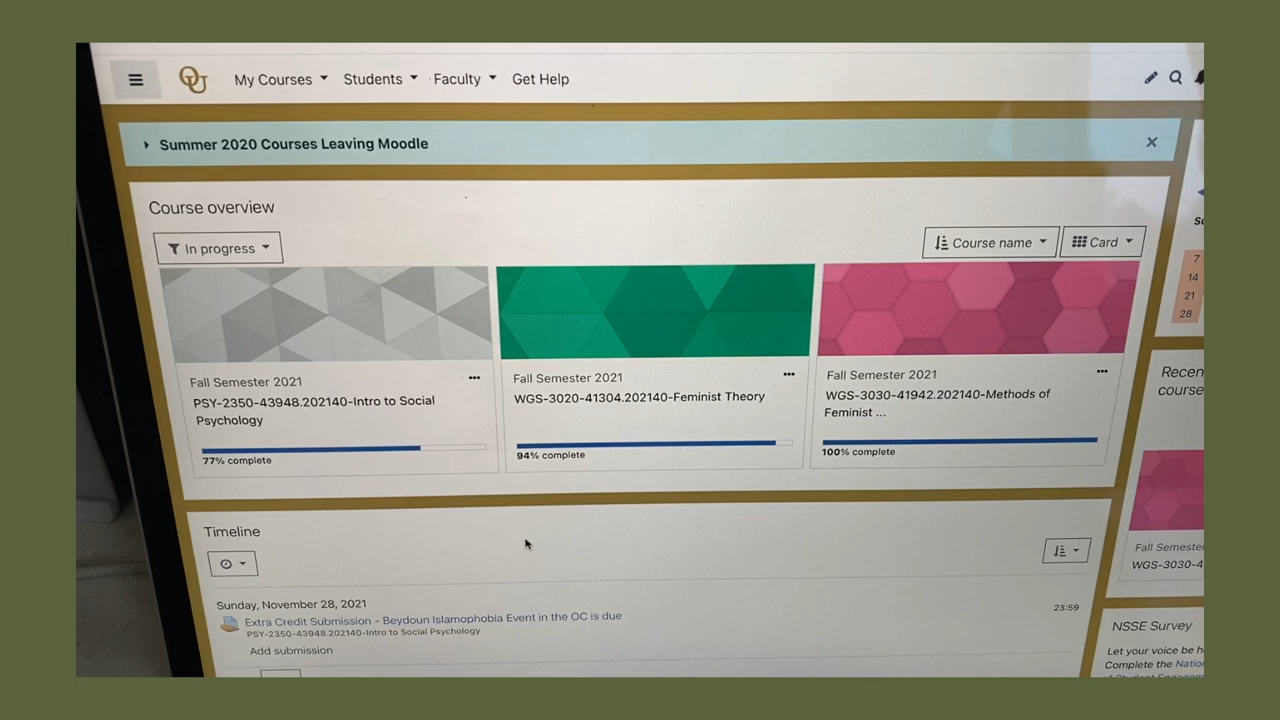 OU My Courses Students Faculty Get Help
Summer 2020 Courses Leaving Moodle
Course overview
In progress
Course name Card
Fall Semester 2021
PSY-2350-43948.202140-Intro to Social
Psychology
77% complete
Fall Semester 2021
WGS-3020-41304.202140-Feminist Theory
94% complete
Fall Semester 2021
WGS-3030-41942.202140-Methods of
Feminist ...
100% complete
Timeline
Sunday, November 28, 2021
Extra Credit Submission - Beydoun Islamophobia Event in the OC is due
23:59
PSY-2350-43948.202140-Intro to Social Psychology
Add submission
7
14
21
28
Recen
course
Fall Semeste
WGS-3030-4
NSSE Survey
Let your voice be h
Complete the Natio